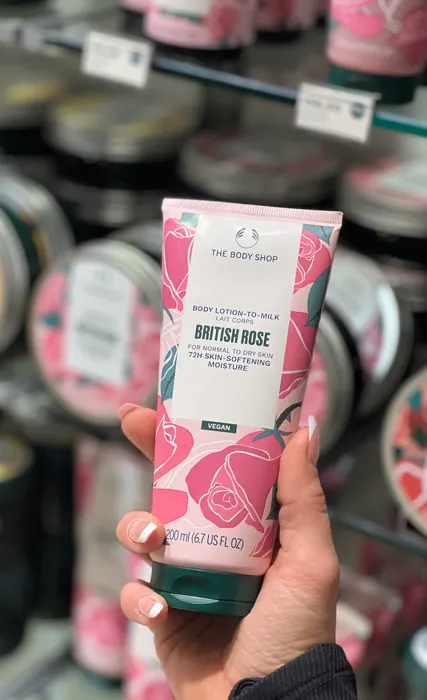 THE BODY SHOP
BODY LOTION-TO-MILK
LAIT CORPS
BRITISH ROSE
FOR NORMAL TO DRY SKIN
72H SKIN-SOFTENING
MOISTURE
VEGAN
200 ml (6.7 US FL OZ)